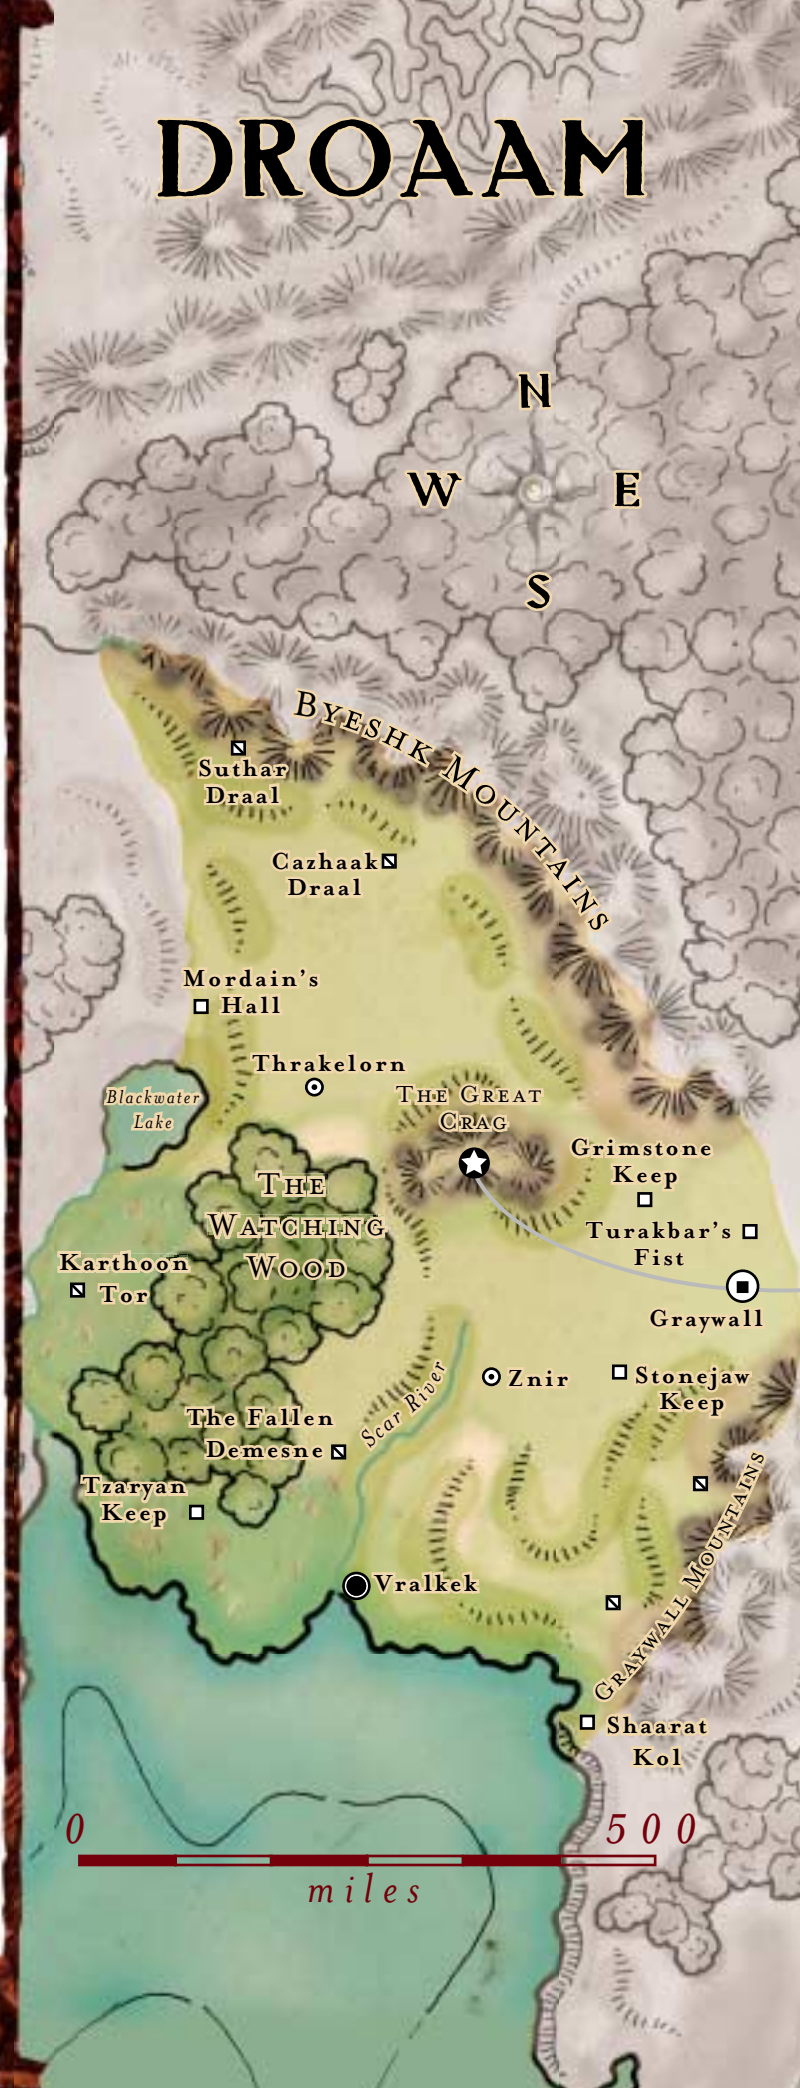 DROAAM
N
W
E
S
BYESHK MOUNTAINS
Suthar
Draal
Cazhaak
Draal
Mordain's
Hall
Thrakelorn
Blackwater
Lake
THE GREAT
CRAG
Grimstone
Keep
THE
WATCHING
WOOD
Turakbar's
Fist
Karthoon
Tor
Graywall
Znir
Stonejaw
Keep
Scar River
The Fallen
Demesne
Tzaryan
Keep
GRAYWALL MOUNTAINS
Vralkek
Shaarat
Kol
0
500
miles